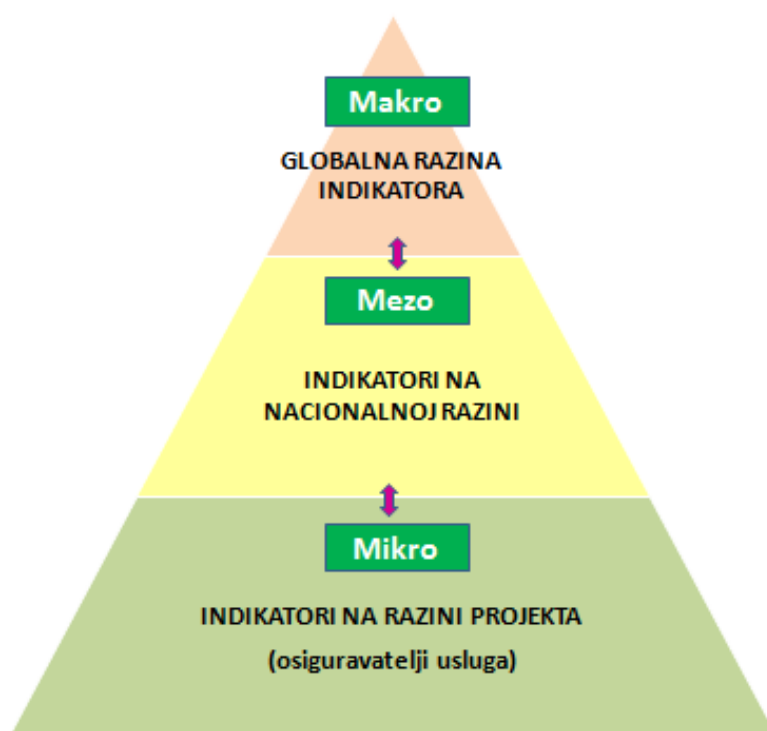 Makro
GLOBALNA RAZINA
INDIKATORA
Mezo
INDIKATORI NA
NACIONALNOJ RAZINI
Mikro
INDIKATORI NA RAZINI PROJEKTA
(osiguravatelji usluga)